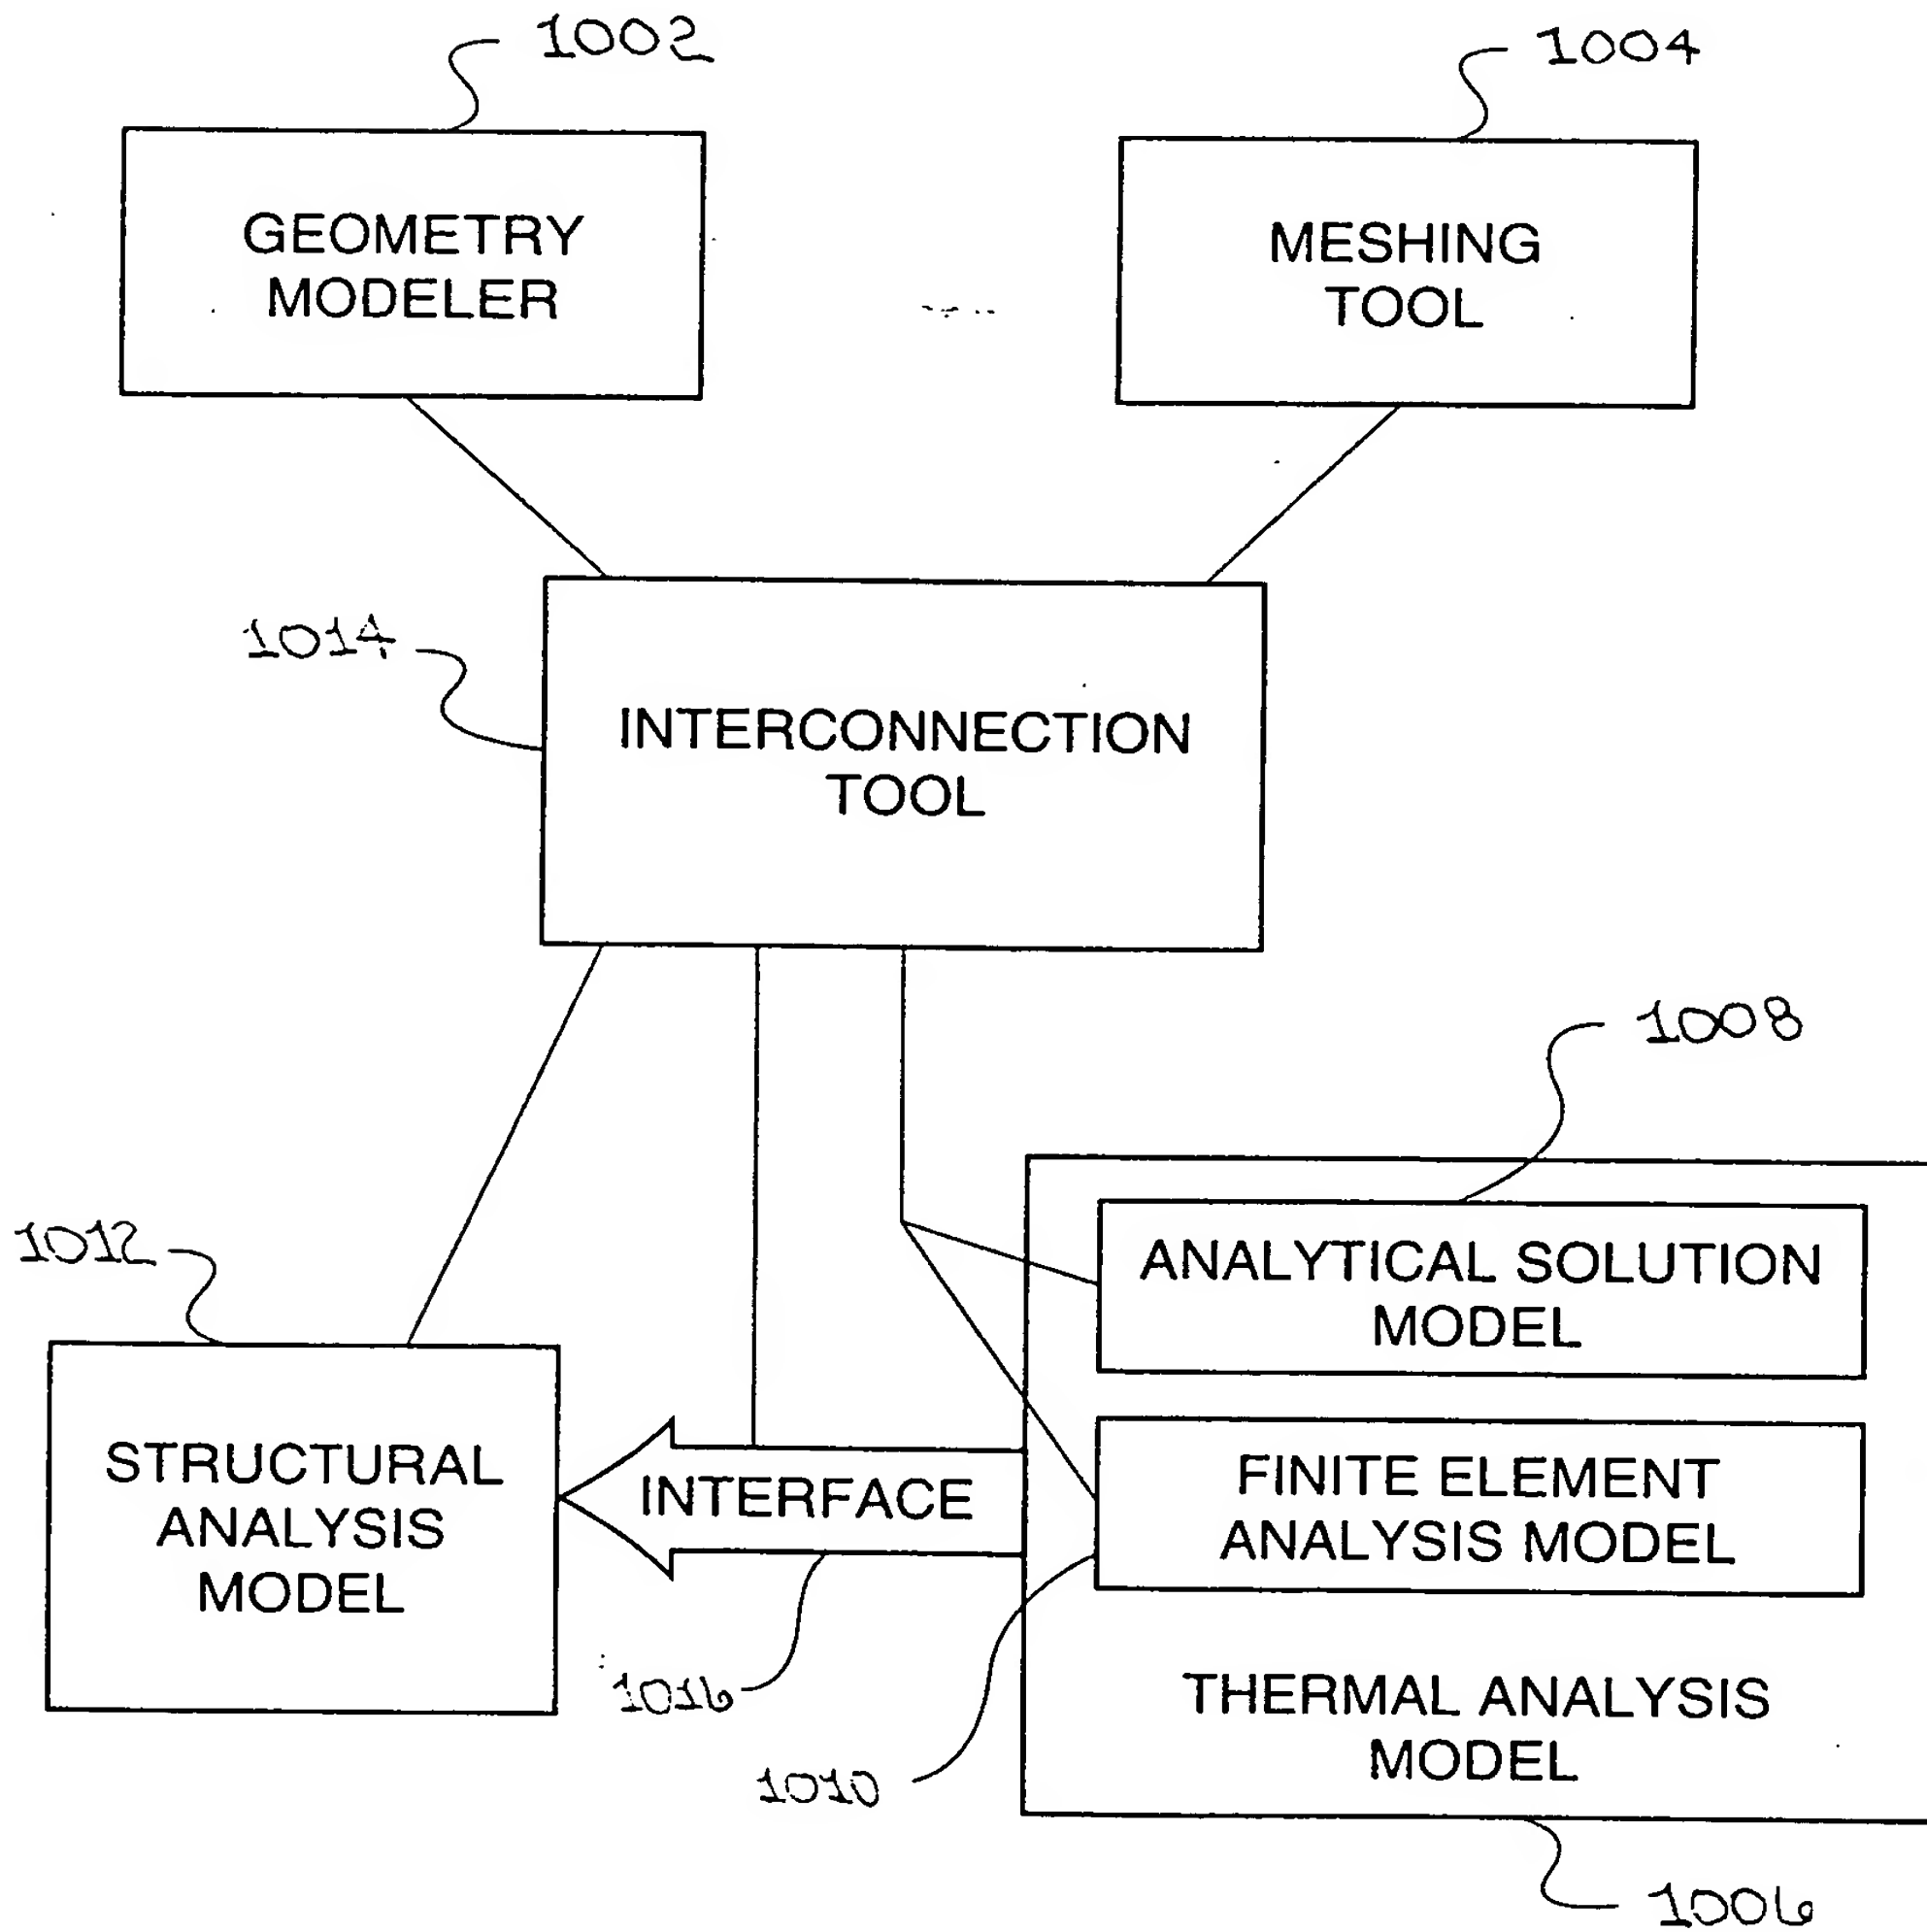 1002
1004
GEOMETRY
MODELER
MESHING
TOOL
1014
INTERCONNECTION
TOOL
1008
1012
ANALYTICAL SOLUTION
MODEL
STRUCTURAL
ANALYSIS
MODEL
INTERFACE
FINITE ELEMENT
ANALYSIS MODEL
1016
1010
THERMAL ANALYSIS
MODEL
1006